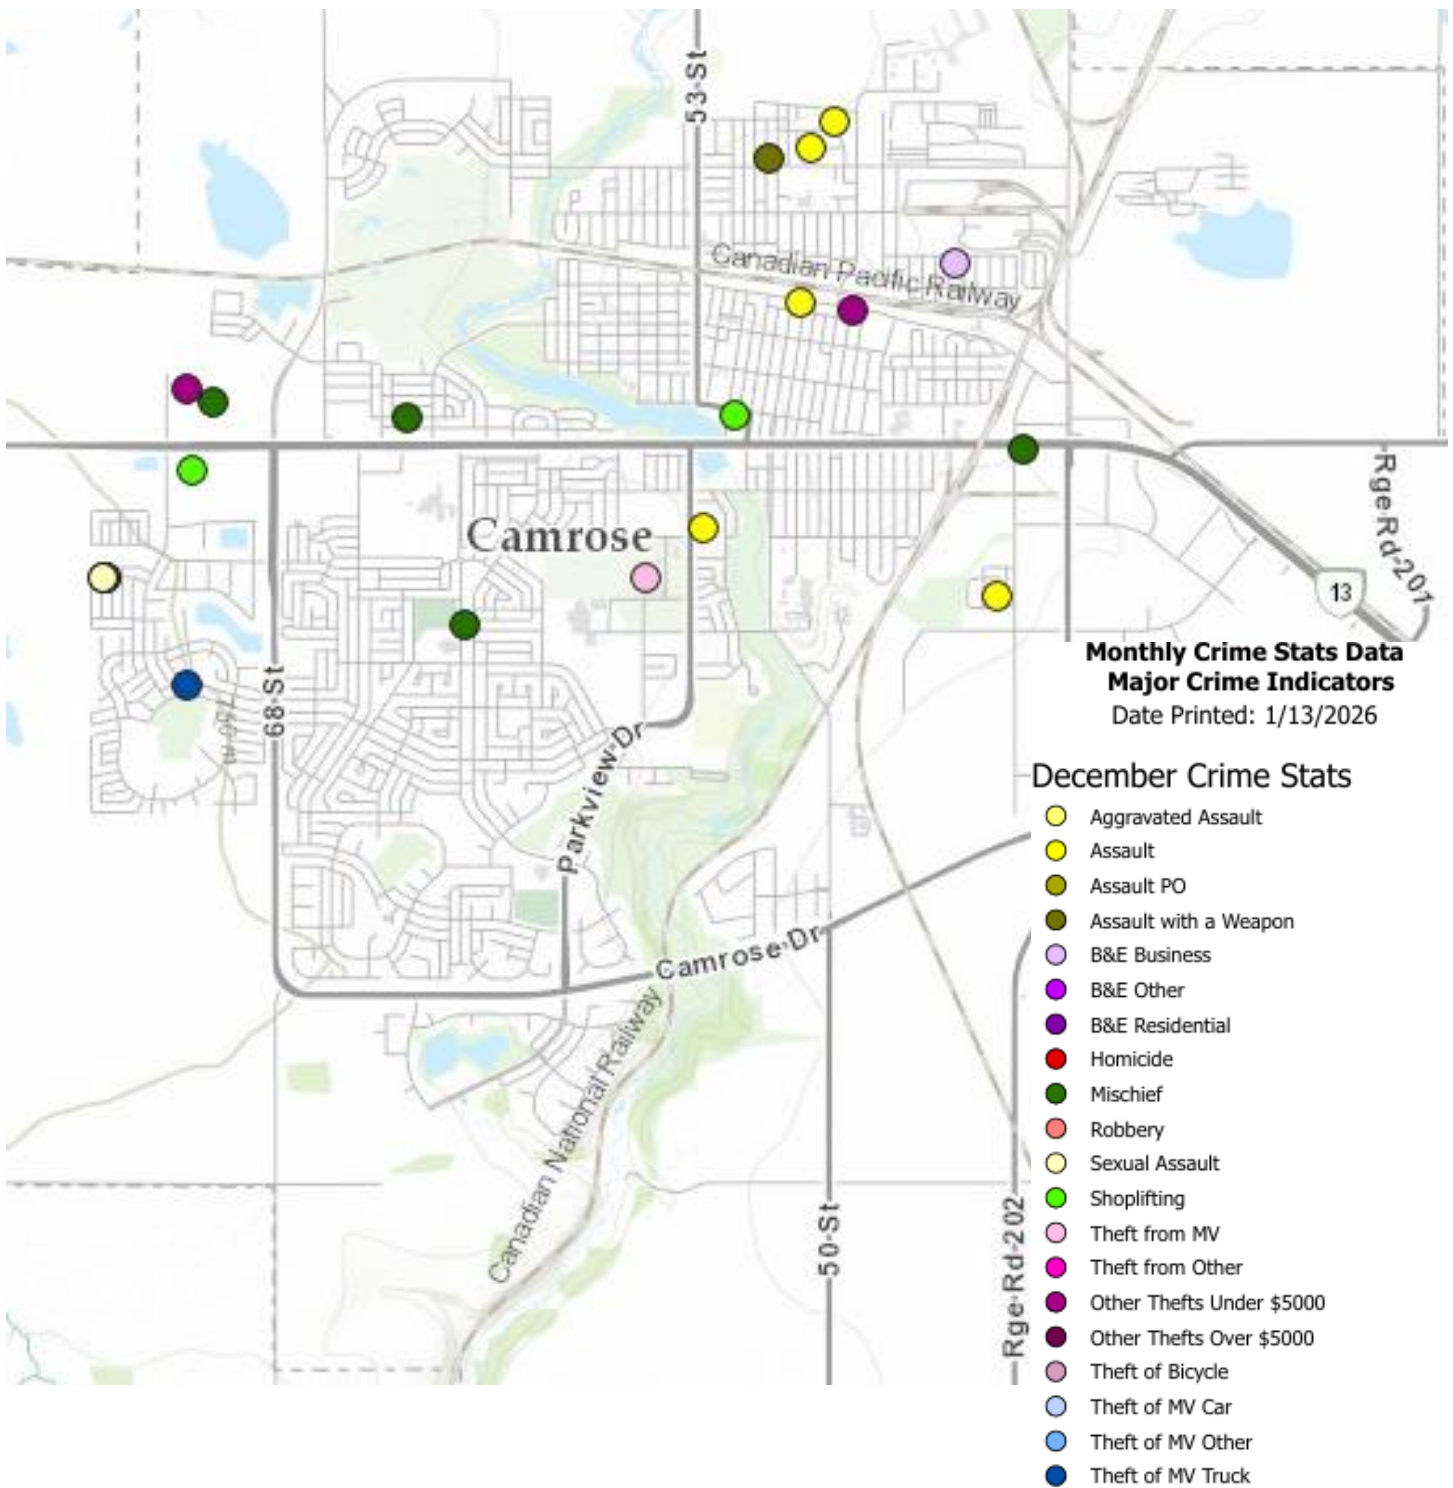 53-St
Canadian Pacific Railway
Camrose
Rge-Rd-201
13
68-St
750 m
Parkview-Dr
Camrose-Dr
Canadian National Railway
50-St
Rge-Rd-202
Monthly Crime Stats Data
Major Crime Indicators
Date Printed: 1/13/2026
December Crime Stats
Aggravated Assault
Assault
Assault PO
Assault with a Weapon
B&E Business
B&E Other
B&E Residential
Homicide
Mischief
Robbery
Sexual Assault
Shoplifting
Theft from MV
Theft from Other
Other Thefts Under $5000
Other Thefts Over $5000
Theft of Bicycle
Theft of MV Car
Theft of MV Other
Theft of MV Truck